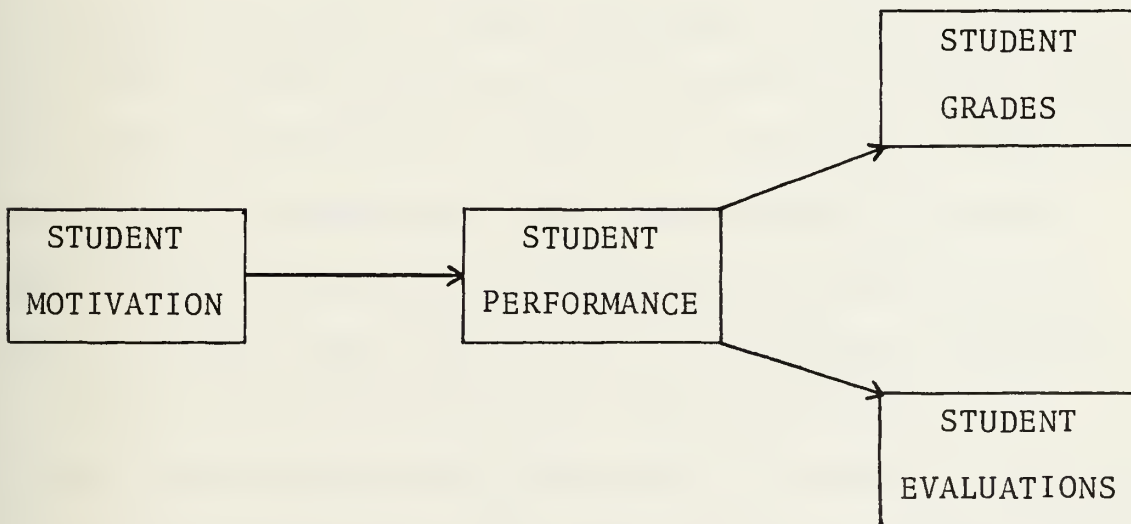 STUDENT
GRADES
STUDENT
MOTIVATION
STUDENT
PERFORMANCE
STUDENT
EVALUATIONS